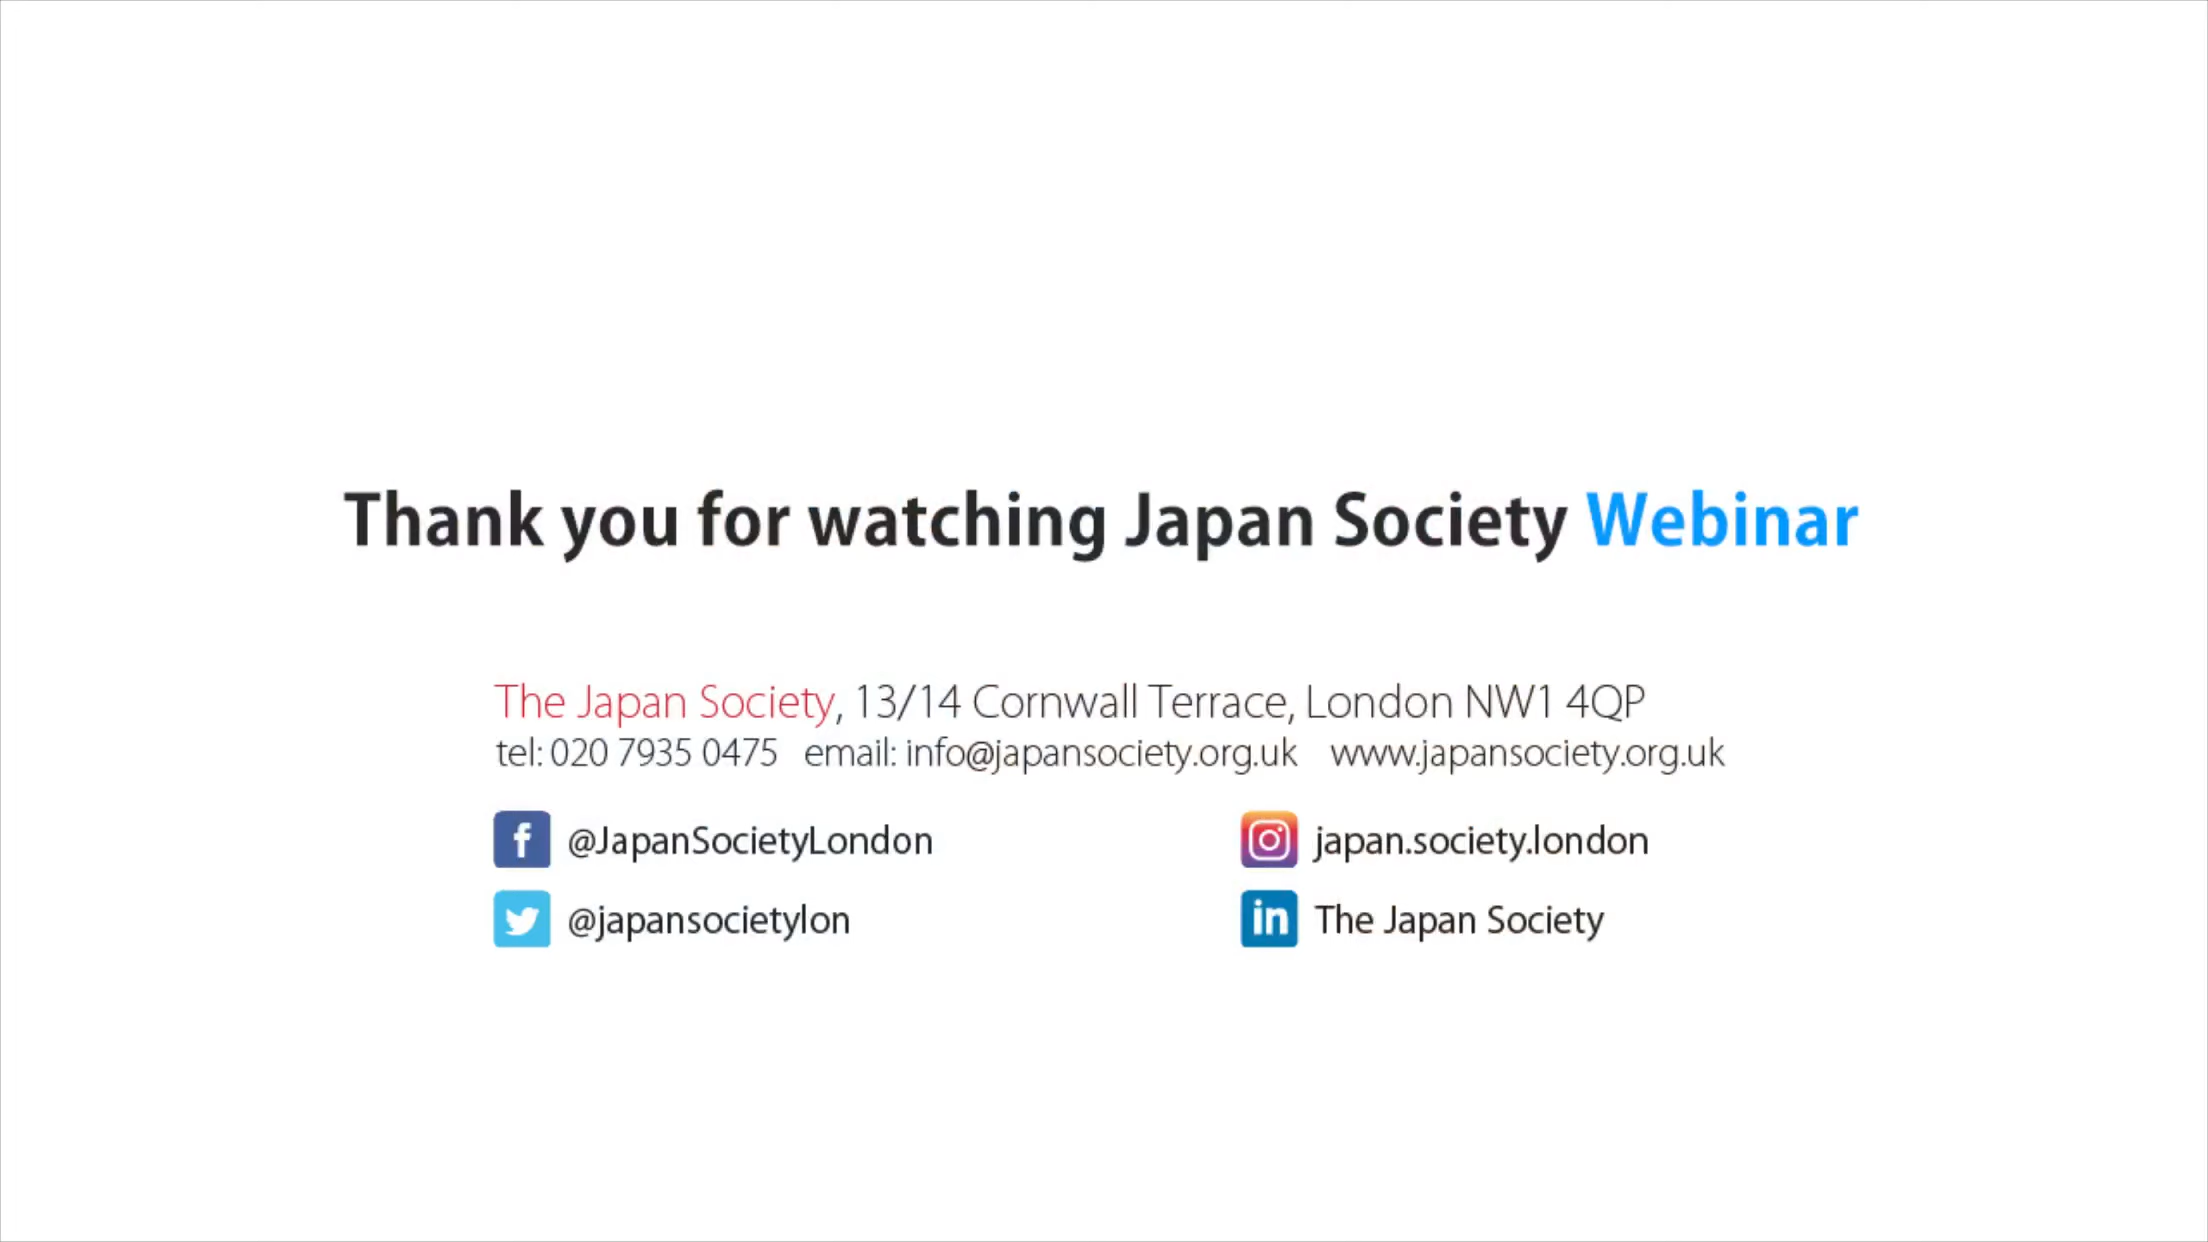 Thank you for watching Japan Society Webinar
The Japan Society, 13/14 Cornwall Terrace, London NW1 4QP
tel: 020 7935 0475 email: info@japansociety.org.uk www.japansociety.org.uk
@JapanSocietyLondon
japan.society.london
@japansocietylon
The Japan Society